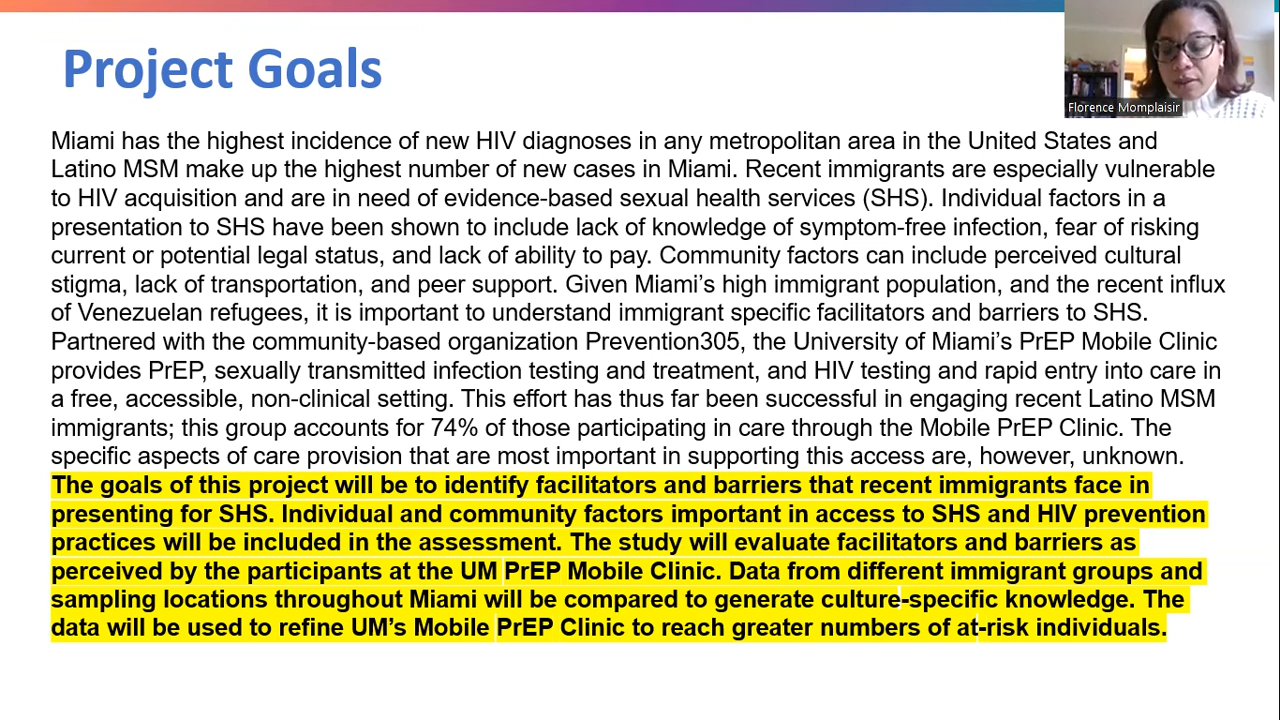 Project Goals
Florence Momplaisir
Miami has the highest incidence of new HIV diagnoses in any metropolitan area in the United States and
Latino MSM make up the highest number of new cases in Miami. Recent immigrants are especially vulnerable
to HIV acquisition and are in need of evidence-based sexual health services (SHS). Individual factors in a
presentation to SHS have been shown to include lack of knowledge of symptom-free infection, fear of risking
current or potential legal status, and lack of ability to pay. Community factors can include perceived cultural
stigma, lack of transportation, and peer support. Given Miami’s high immigrant population, and the recent influx
of Venezuelan refugees, it is important to understand immigrant specific facilitators and barriers to SHS.
Partnered with the community-based organization Prevention305, the University of Miami’s PrEP Mobile Clinic
provides PrEP, sexually transmitted infection testing and treatment, and HIV testing and rapid entry into care in
a free, accessible, non-clinical setting. This effort has thus far been successful in engaging recent Latino MSM
immigrants; this group accounts for 74% of those participating in care through the Mobile PrEP Clinic. The
specific aspects of care provision that are most important in supporting this access are, however, unknown.
The goals of this project will be to identify facilitators and barriers that recent immigrants face in
presenting for SHS. Individual and community factors important in access to SHS and HIV prevention
practices will be included in the assessment. The study will evaluate facilitators and barriers as
perceived by the participants at the UM PrEP Mobile Clinic. Data from different immigrant groups and
sampling locations throughout Miami will be compared to generate culture-specific knowledge. The
data will be used to refine UM’s Mobile PrEP Clinic to reach greater numbers of at-risk individuals.